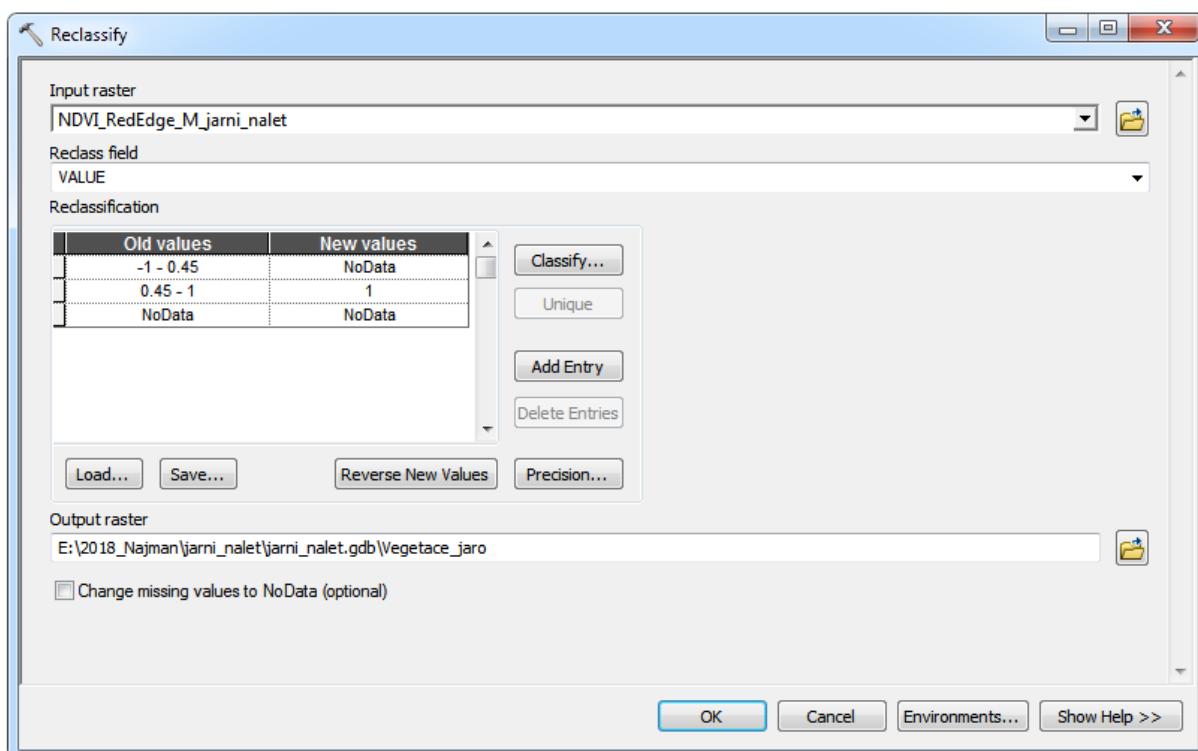 Reclassify
Input raster
NDVI_RedEdge_M_jarni_nalet
Reclass field
VALUE
Reclassification
Old values New values
-1 - 0.45 NoData
0.45 - 1 1
NoData NoData
Classify...
Unique
Add Entry
Delete Entries
Load... Save... Reverse New Values Precision...
Output raster
E:\2018_Najman\jarni_nalet\jarni_nalet.gdb\Vegetace_jaro
Change missing values to NoData (optional)
OK Cancel Environments... Show Help >>